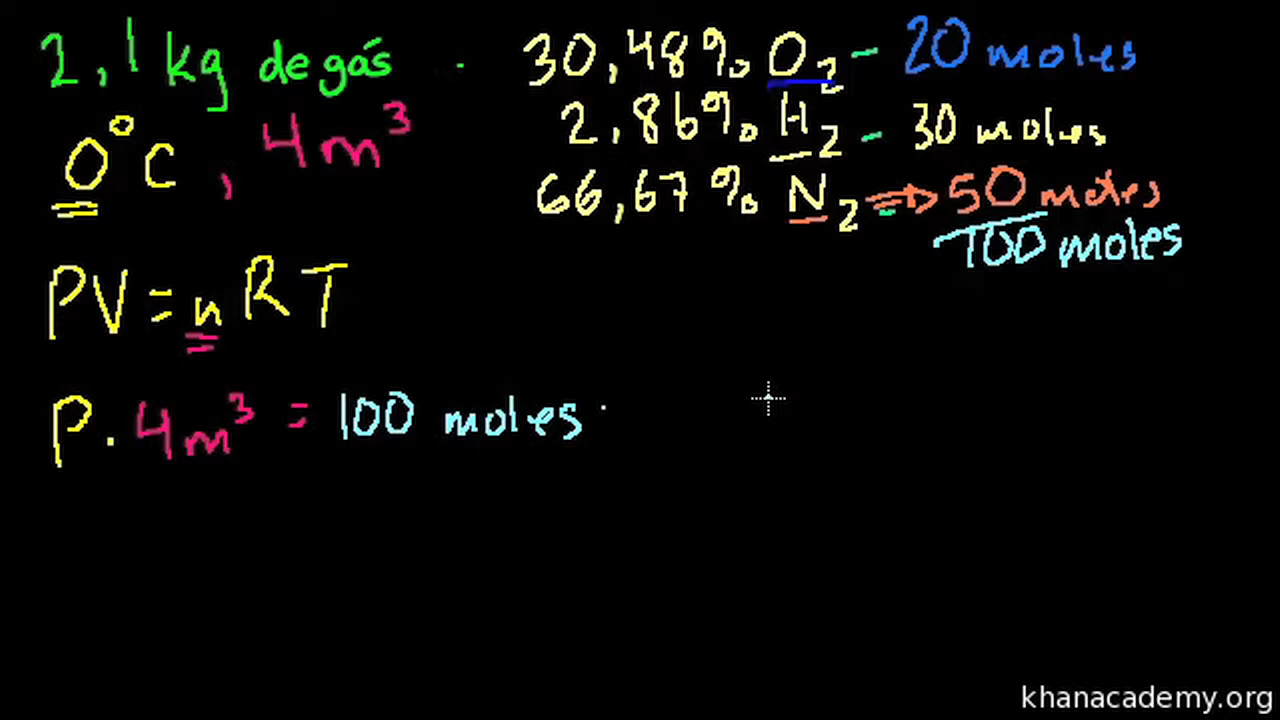 2,1 kg de gás
0°C, 4m³
30,48% O₂ - 20 moles
2,86% H₂ - 30 moles
66,67% N₂ ⇒ 50 moles
100 moles
PV = nRT
P · 4m³ = 100 moles ·
khanacademy.org